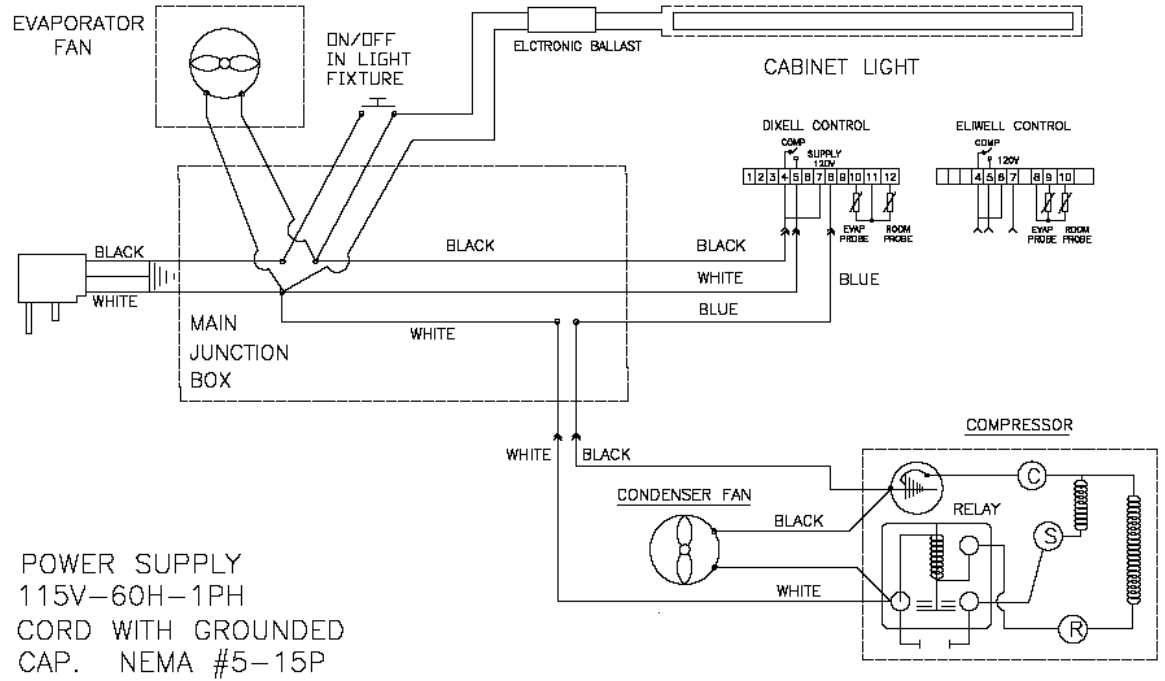 EVAPORATOR
FAN
ON/OFF
IN LIGHT
FIXTURE
ELCTRONIC BALLAST
CABINET LIGHT
DIXELL CONTROL
COMP
SUPPLY
120V
1 2 3 4 5 6 7 8 9 10 11 12
EVAP
PROBE
ROOM
PROBE
ELIWELL CONTROL
COMP
120V
4 5 6 7 8 9 10
EVAP
PROBE
ROOM
PROBE
BLACK
WHITE
BLACK
BLACK
WHITE
BLUE
BLUE
WHITE
MAIN
JUNCTION
BOX
WHITE
BLACK
COMPRESSOR
CONDENSER FAN
BLACK
WHITE
RELAY
C
S
R
POWER SUPPLY
115V-60H-1PH
CORD WITH GROUNDED
CAP. NEMA #5-15P